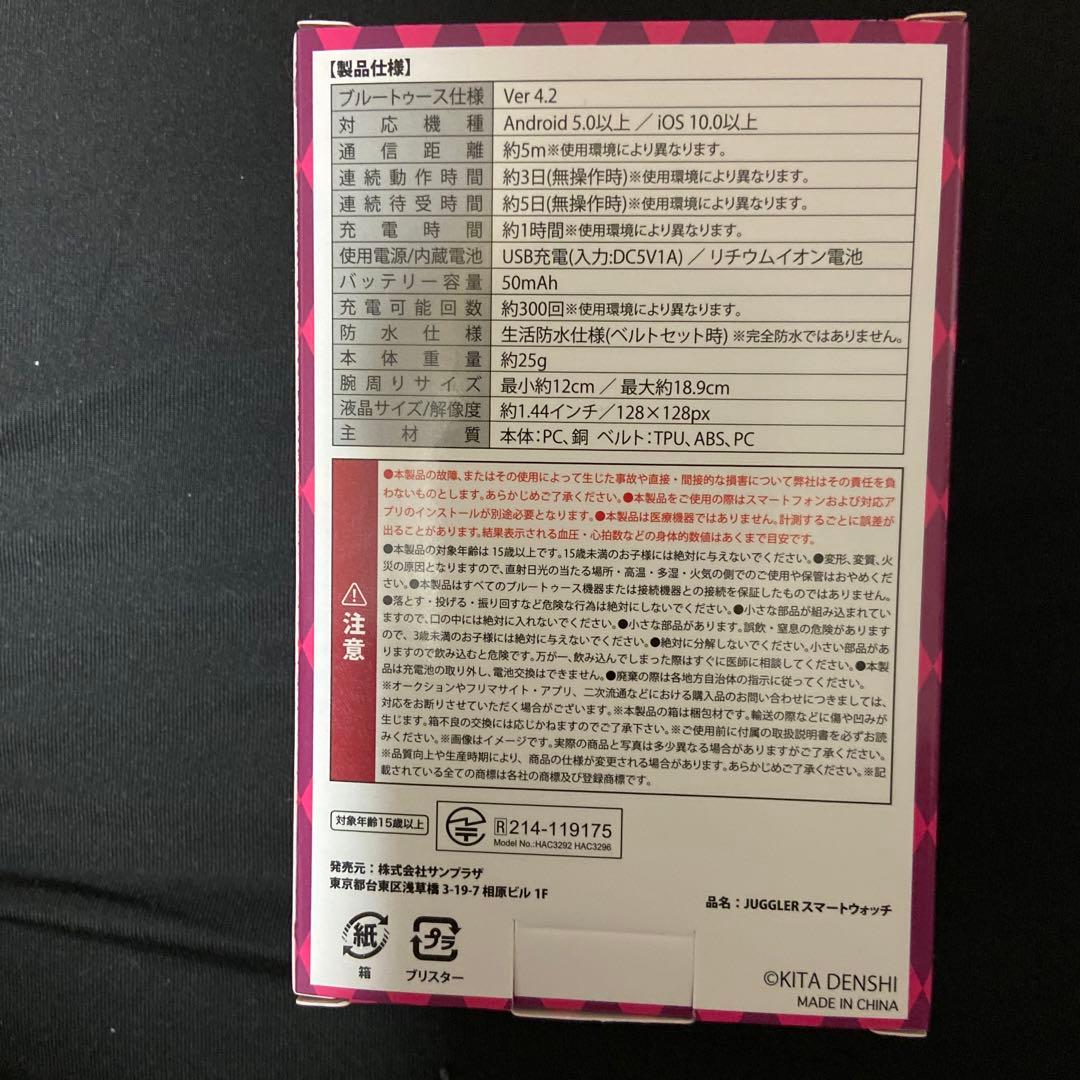 【製品仕様】
ブルートゥース仕様 Ver 4.2
対応機種 Android 5.0以上 ／ iOS 10.0以上
通信距離 約5m※使用環境により異なります。
連続動作時間 約3日(無操作時)※使用環境により異なります。
連続待受時間 約5日(無操作時)※使用環境により異なります。
充電時間 約1時間※使用環境により異なります。
使用電源/内蔵電池 USB充電(入力:DC5V1A) ／ リチウムイオン電池
バッテリー容量 50mAh
充電可能回数 約300回※使用環境により異なります。
防水仕様 生活防水仕様(ベルトセット時) ※完全防水ではありません。
本体重量 約25g
腕周りサイズ 最小約12cm ／ 最大約18.9cm
液晶サイズ/解像度 約1.44インチ／128×128px
主材質 本体：PC、銅 ベルト：TPU、ABS、PC
注意
●本製品の故障、またはその使用によって生じた事故や直接・間接的な損害について弊社はその責任を負
わないものとします。あらかじめご了承ください。●本製品をご使用の際はスマートフォンおよび対応ア
プリのインストールが別途必要となります。●本製品は医療機器ではありません。計測するごとに誤差が
出ることがあります。結果表示される血圧・心拍数などの身体的数値はあくまで目安です。
●本製品の対象年齢は15歳以上です。15歳未満のお子様には絶対に与えないでください。●変形、変質、火
災の原因となりますので、直射日光の当たる場所・高温・多湿・火気の側でのご使用や保管はおやめくださ
い。●本製品はすべてのブルートゥース機器または接続機器との接続を保証したものではありません。
●落とす・投げる・振り回すなど危険な行為は絶対にしないでください。●小さな部品が組み込まれてい
ますので、口の中には絶対に入れないでください。●小さな部品があります。誤飲・窒息の危険があります
ので、3歳未満のお子様には絶対に与えないでください。●絶対に分解しないでください。小さい部品があ
りますので飲み込むと危険です。万が一、飲み込んでしまった際はすぐに医師に相談してください。●本製
品は充電池の取り外し、電池交換はできません。●廃棄の際は各地方自治体の指示に従ってください。
※オークションやフリマサイト・アプリ、二次流通などにおける購入品のお問い合わせにつきましては、
対応をお断りさせていただく場合がございます。※本製品の箱は梱包材です。輸送の際などに傷や凹みが
生じます。箱不良の交換には応じかねますのでご了承下さい。※ご使用前に付属の取扱説明書を必ずお読
みください。※画像はイメージです。実際の商品と写真は多少異なる場合がありますがご了承ください。
※品質向上や生産時期により、商品の仕様が変更される場合があります。あらかじめご了承ください。※記
載されている全ての商標は各社の商標及び登録商標です。
対象年齢15歳以上
R 214-119175
Model No.:HAC3292 HAC3296
発売元：株式会社サンプラザ
東京都台東区浅草橋 3-19-7 相原ビル 1F
品名：JUGGLER スマートウォッチ
紙
箱
プラ
ブリスター
©KITA DENSHI
MADE IN CHINA